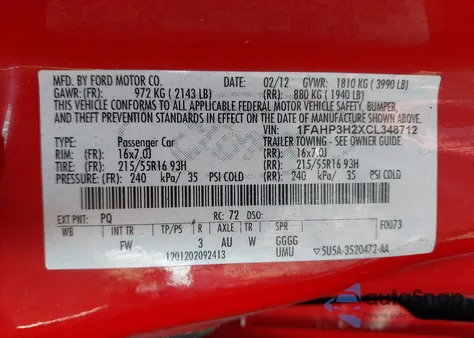 MFD. BY FORD MOTOR CO. DATE: 02/12 GVWR: 1810 KG ( 3990 LB)
GAWR: (FR): 972 KG ( 2143 LB) (RR): 880 KG ( 1940 LB)
THIS VEHICLE CONFORMS TO ALL APPLICABLE FEDERAL MOTOR VEHICLE SAFETY, BUMPER,
AND THEFT PREVENTION STANDARDS IN EFFECT ON THE DATE OF MANUFACTURE SHOWN ABOVE.
VIN: 1FAHP3H2XCL348712
TYPE: Passenger Car TRAILER TOWING - SEE OWNER GUIDE
RIM: (FR): 16x7.0J (RR): 16x7.0J
TIRE: (FR): 215/55R16 93H (RR): 215/55R16 93H
PRESSURE: (FR): 240 kPa/ 35 PSI COLD (RR): 240 kPa/ 35 PSI COLD
EXT PNT: PQ RC: 72 DSO: F0073
WB INT TR TP/PS R AXLE TR SPR
FW 3 AU W GGGG
1201202092413 UMU 5U5A-3520472-AA
autoSnap